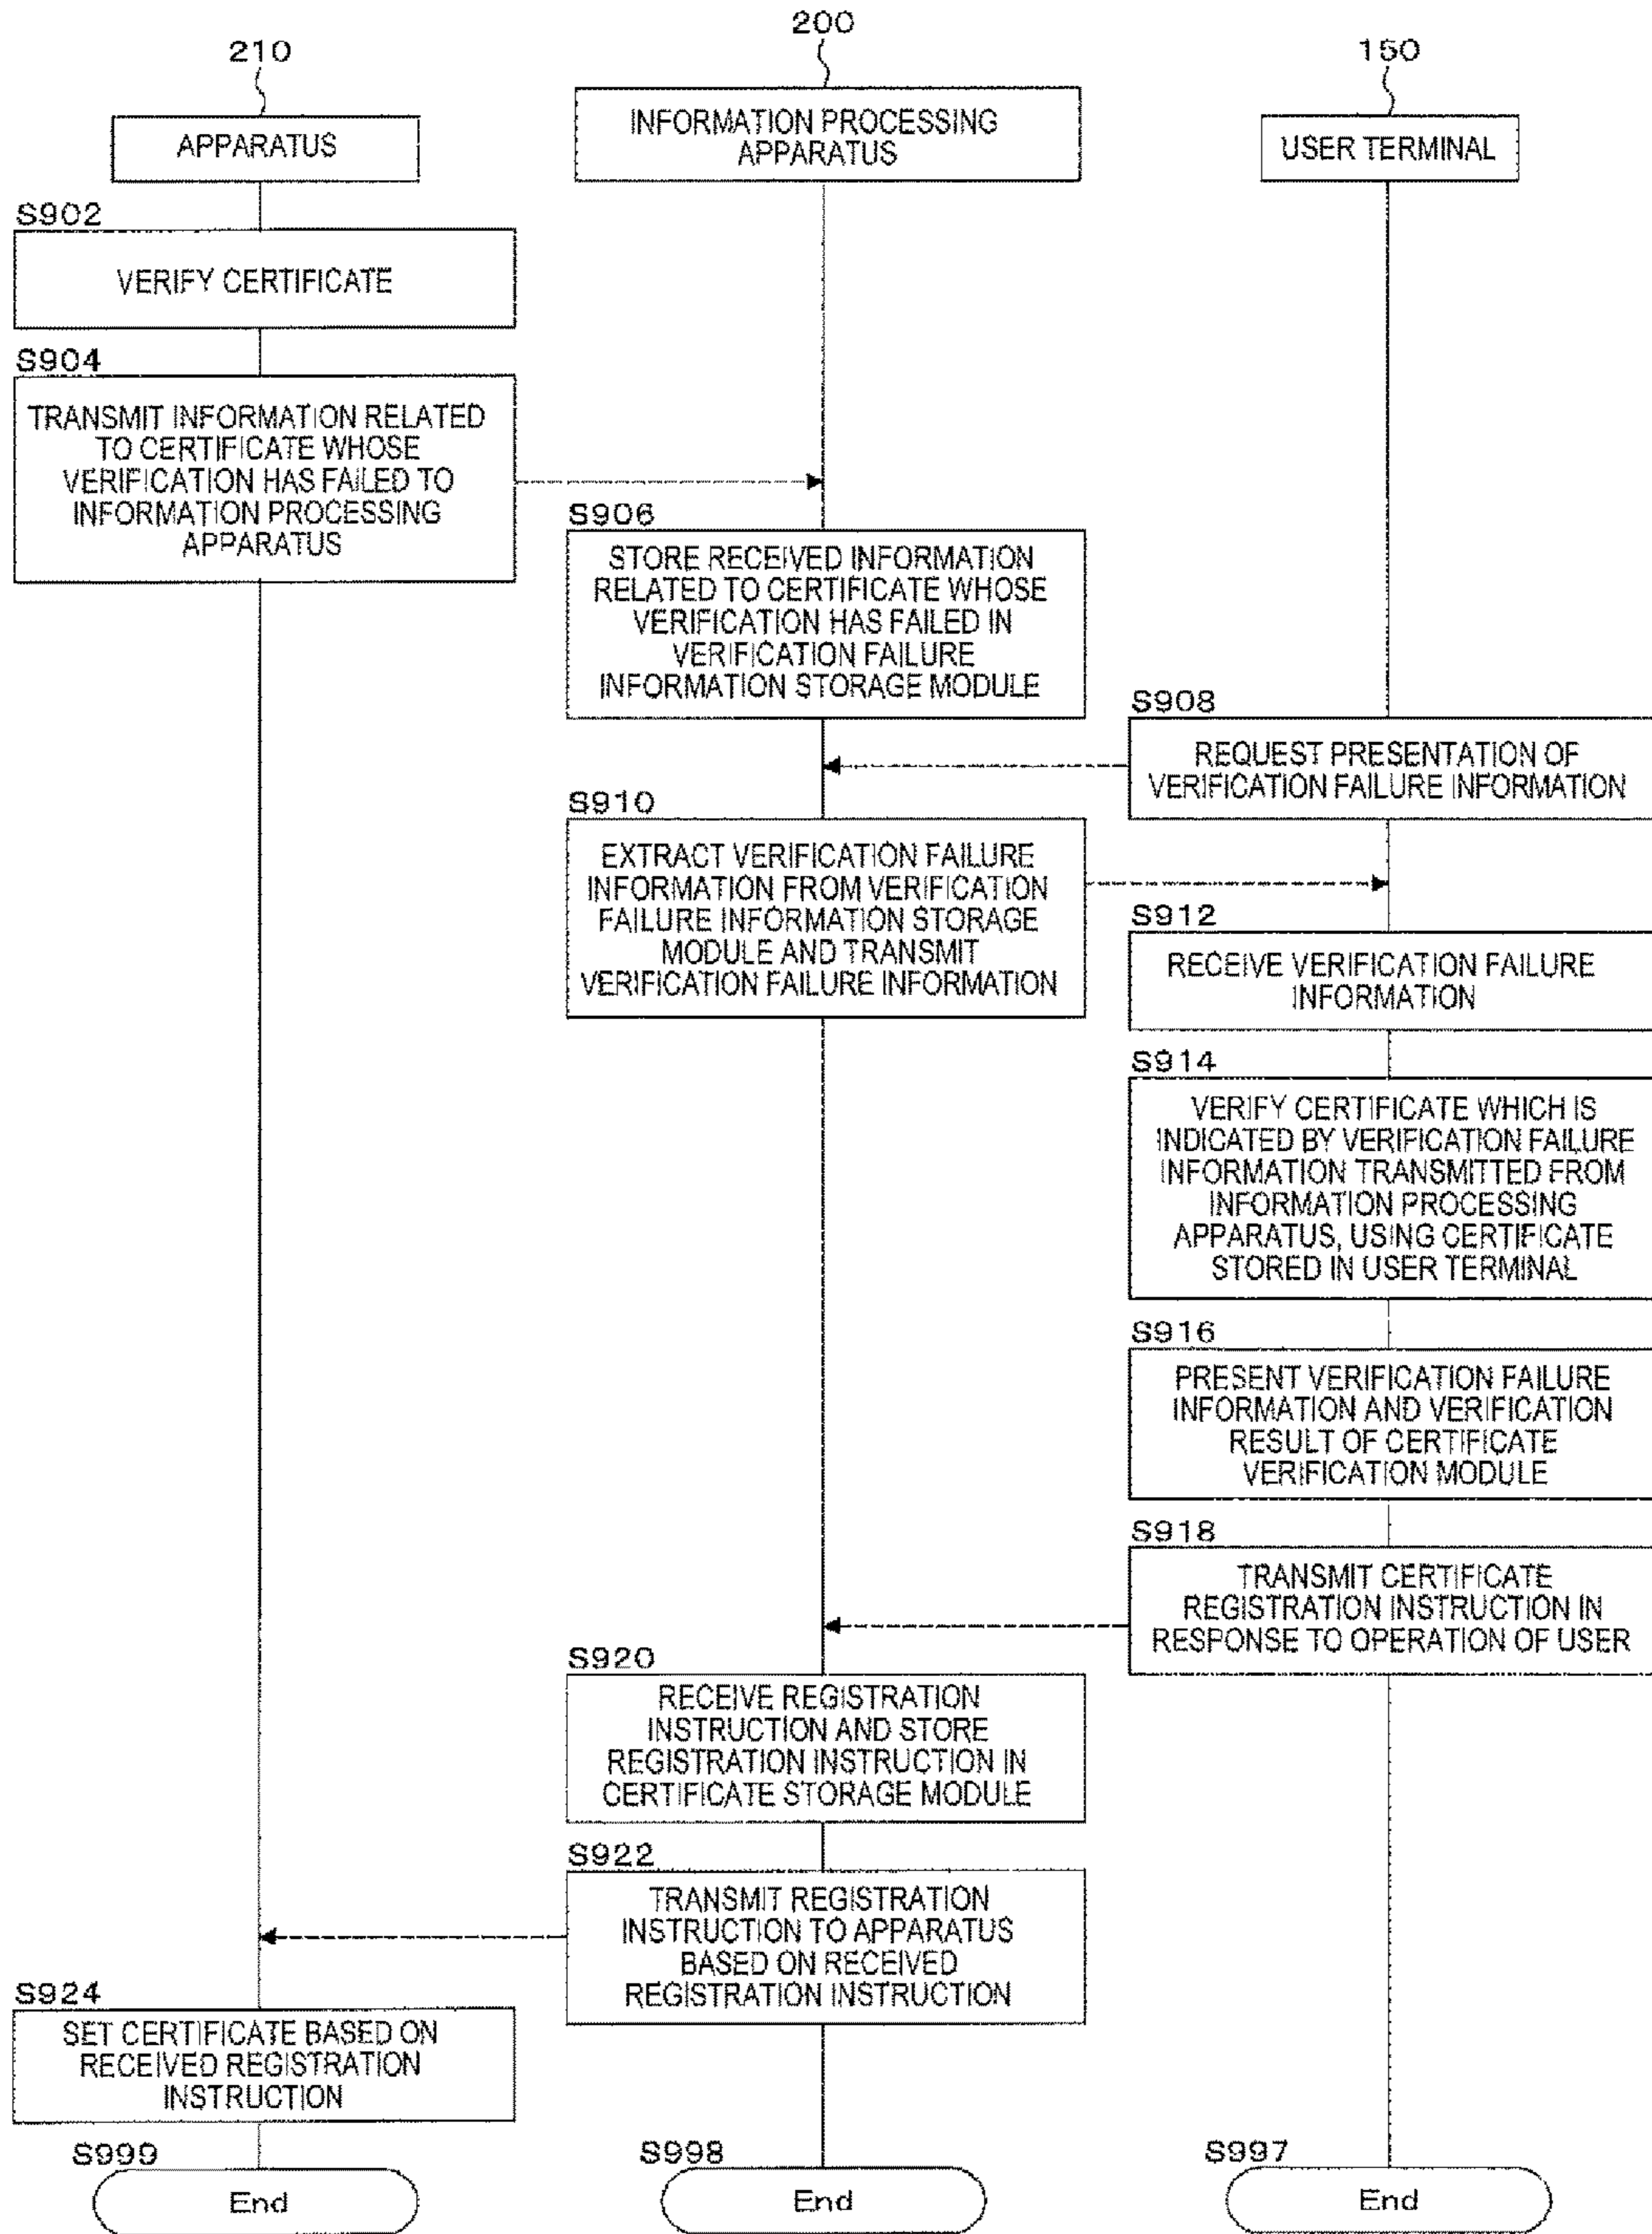 210
200
150
APPARATUS
INFORMATION PROCESSING
APPARATUS
USER TERMINAL
S902
VERIFY CERTIFICATE
S904
TRANSMIT INFORMATION RELATED
TO CERTIFICATE WHOSE
VERIFICATION HAS FAILED TO
INFORMATION PROCESSING
APPARATUS
S906
STORE RECEIVED INFORMATION
RELATED TO CERTIFICATE WHOSE
VERIFICATION HAS FAILED IN
VERIFICATION FAILURE
INFORMATION STORAGE MODULE
S908
REQUEST PRESENTATION OF
VERIFICATION FAILURE INFORMATION
S910
EXTRACT VERIFICATION FAILURE
INFORMATION FROM VERIFICATION
FAILURE INFORMATION STORAGE
MODULE AND TRANSMIT
VERIFICATION FAILURE INFORMATION
S912
RECEIVE VERIFICATION FAILURE
INFORMATION
S914
VERIFY CERTIFICATE WHICH IS
INDICATED BY VERIFICATION FAILURE
INFORMATION TRANSMITTED FROM
INFORMATION PROCESSING
APPARATUS, USING CERTIFICATE
STORED IN USER TERMINAL
S916
PRESENT VERIFICATION FAILURE
INFORMATION AND VERIFICATION
RESULT OF CERTIFICATE
VERIFICATION MODULE
S918
TRANSMIT CERTIFICATE
REGISTRATION INSTRUCTION IN
RESPONSE TO OPERATION OF USER
S920
RECEIVE REGISTRATION
INSTRUCTION AND STORE
REGISTRATION INSTRUCTION IN
CERTIFICATE STORAGE MODULE
S922
TRANSMIT REGISTRATION
INSTRUCTION TO APPARATUS
BASED ON RECEIVED
REGISTRATION INSTRUCTION
S924
SET CERTIFICATE BASED ON
RECEIVED REGISTRATION
INSTRUCTION
S999
End
S998
End
S997
End